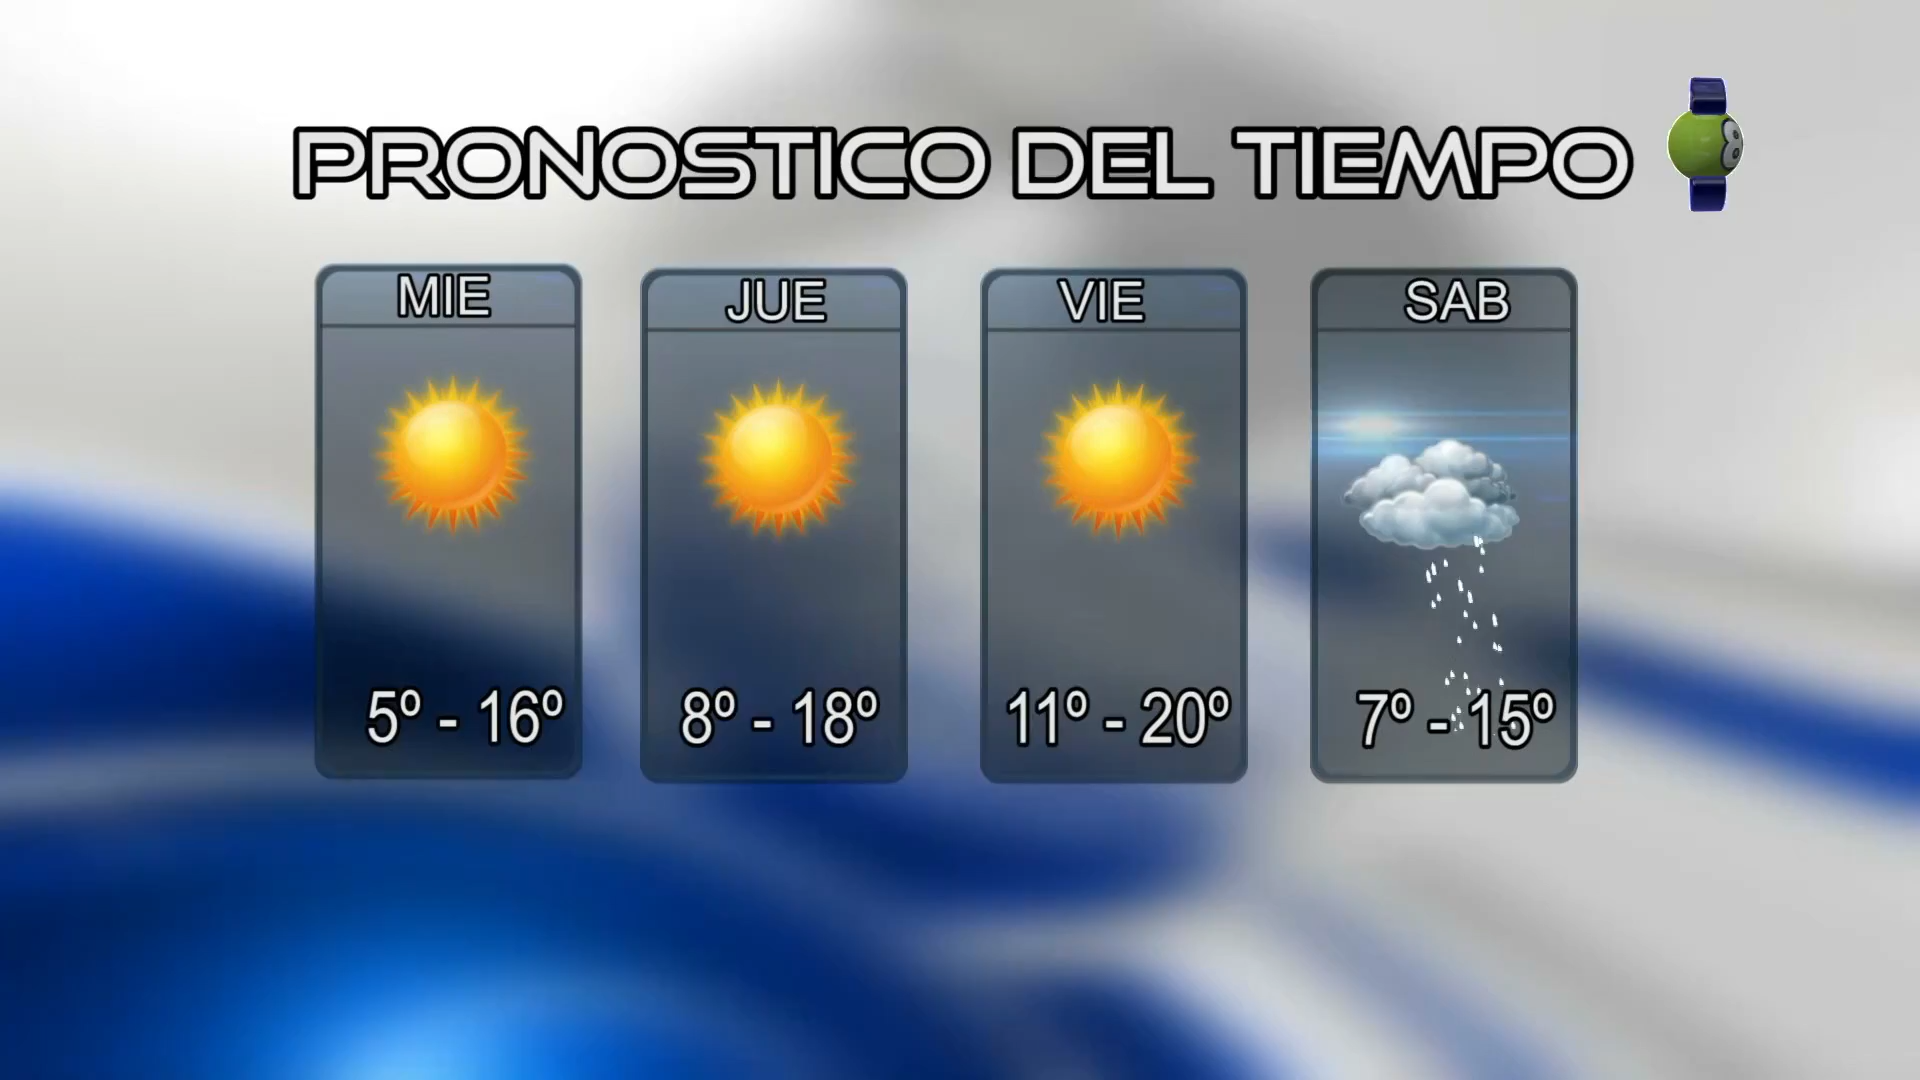 PRONOSTICO DEL TIEMPO
MIE
JUE
VIE
SAB
5º - 16º
8º - 18º
11º - 20º
7º - 15º